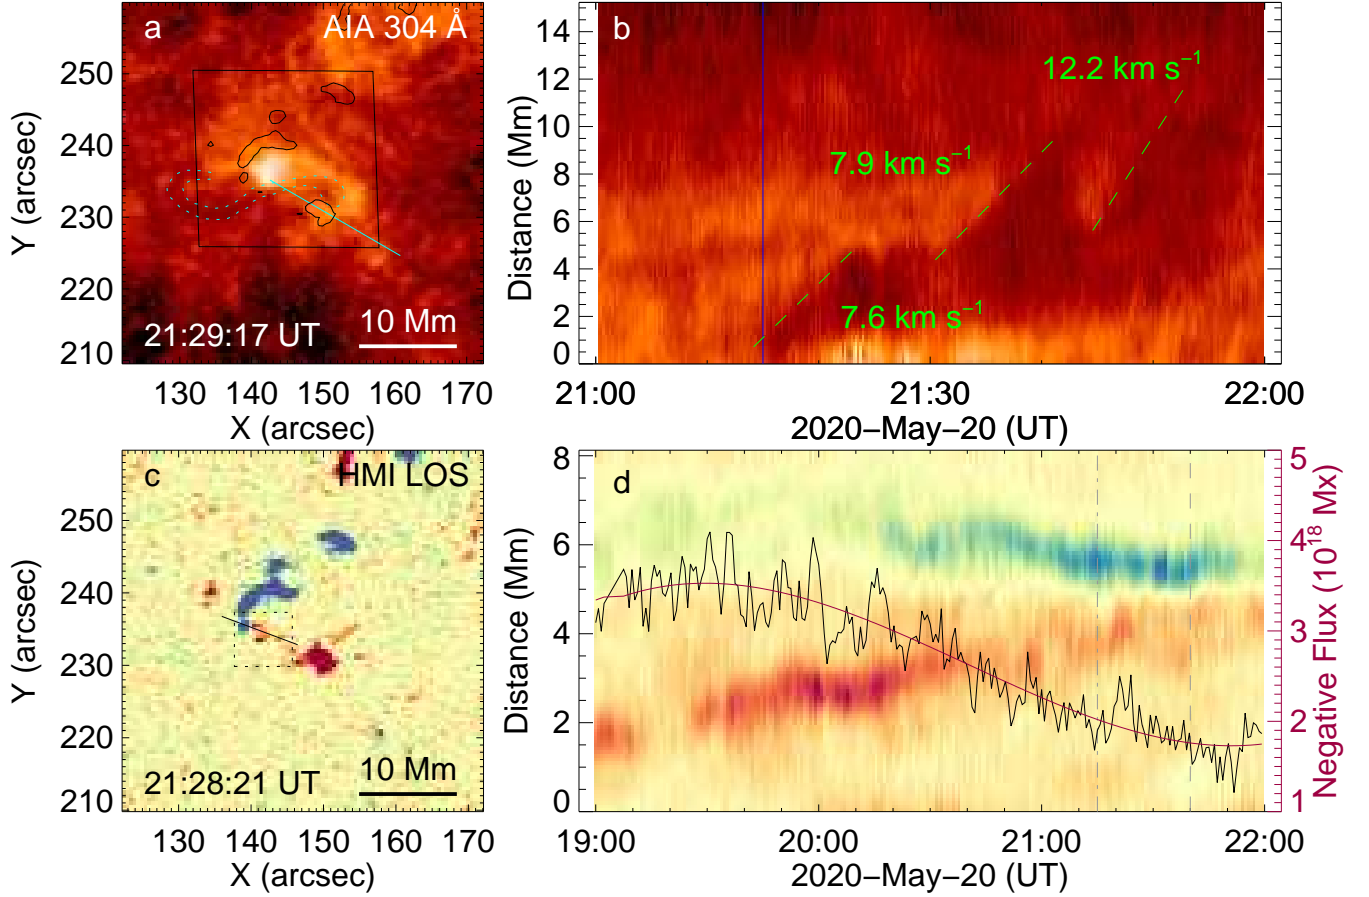 a
AIA 304 Å
21:29:17 UT
10 Mm
Y (arcsec)
250
240
230
220
210
130
140
150
160
170
X (arcsec)
b
12.2 km s−1
7.9 km s−1
7.6 km s−1
Distance (Mm)
14
12
10
8
6
4
2
0
21:00
21:30
22:00
2020−May−20 (UT)
c
HMI LOS
21:28:21 UT
10 Mm
Y (arcsec)
250
240
230
220
210
130
140
150
160
170
X (arcsec)
d
Distance (Mm)
8
6
4
2
0
Negative Flux (10^18 Mx)
5
4
3
2
1
19:00
20:00
21:00
22:00
2020−May−20 (UT)